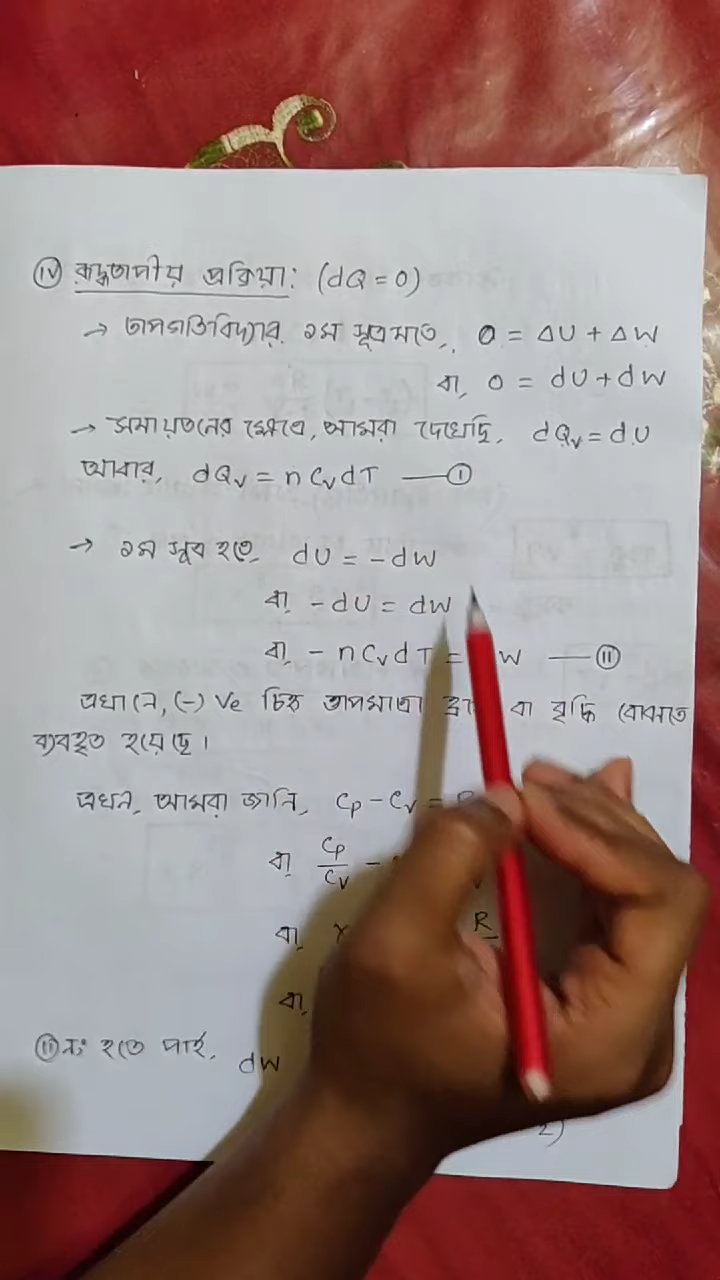 (IV) রুদ্ধতাপীয় প্রক্রিয়া: (dQ = 0)
→ তাপগতিবিদ্যার ১ম সূত্রমতে, 0 = ΔU + ΔW
বা, 0 = dU + dW
→ সমায়তনের ক্ষেত্রে, আমরা দেখেছি, dQᵥ = dU
আবার, dQᵥ = nCᵥdT —(I)
→ ১ম সূত্র হতে, dU = -dW
বা, -dU = dW
বা, - nCᵥdT = W —(II)
এখানে, (-) Ve চিহ্ন তাপমাত্রা বা বৃদ্ধি বোঝাতে
ব্যবহৃত হয়েছে।
এখন, আমরা জানি, Cₚ - Cᵥ =
বা, Cₚ/Cᵥ -
বা, R
বা,
(II) নং হতে পাই, dW
2)